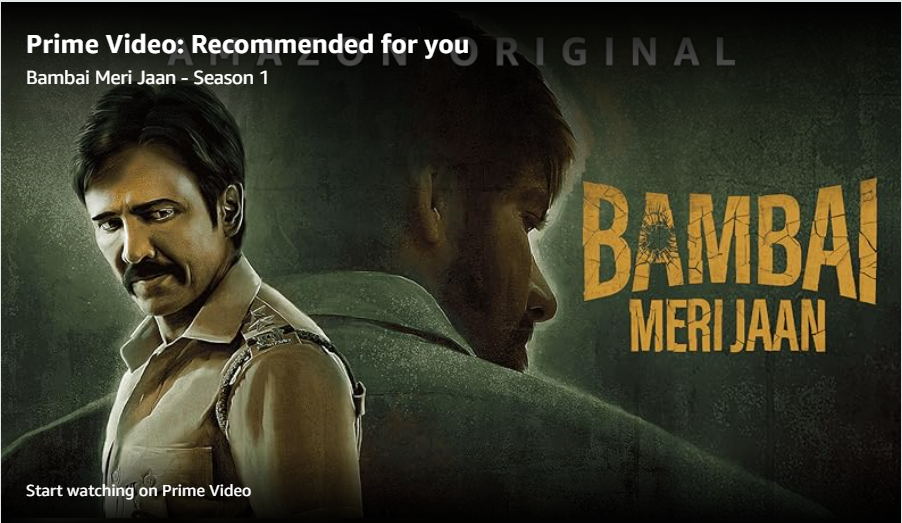 Prime Video: Recommended for you
AMAZON ORIGINAL
Bambai Meri Jaan - Season 1
BAMBAI
MERI JAAN
Start watching on Prime Video